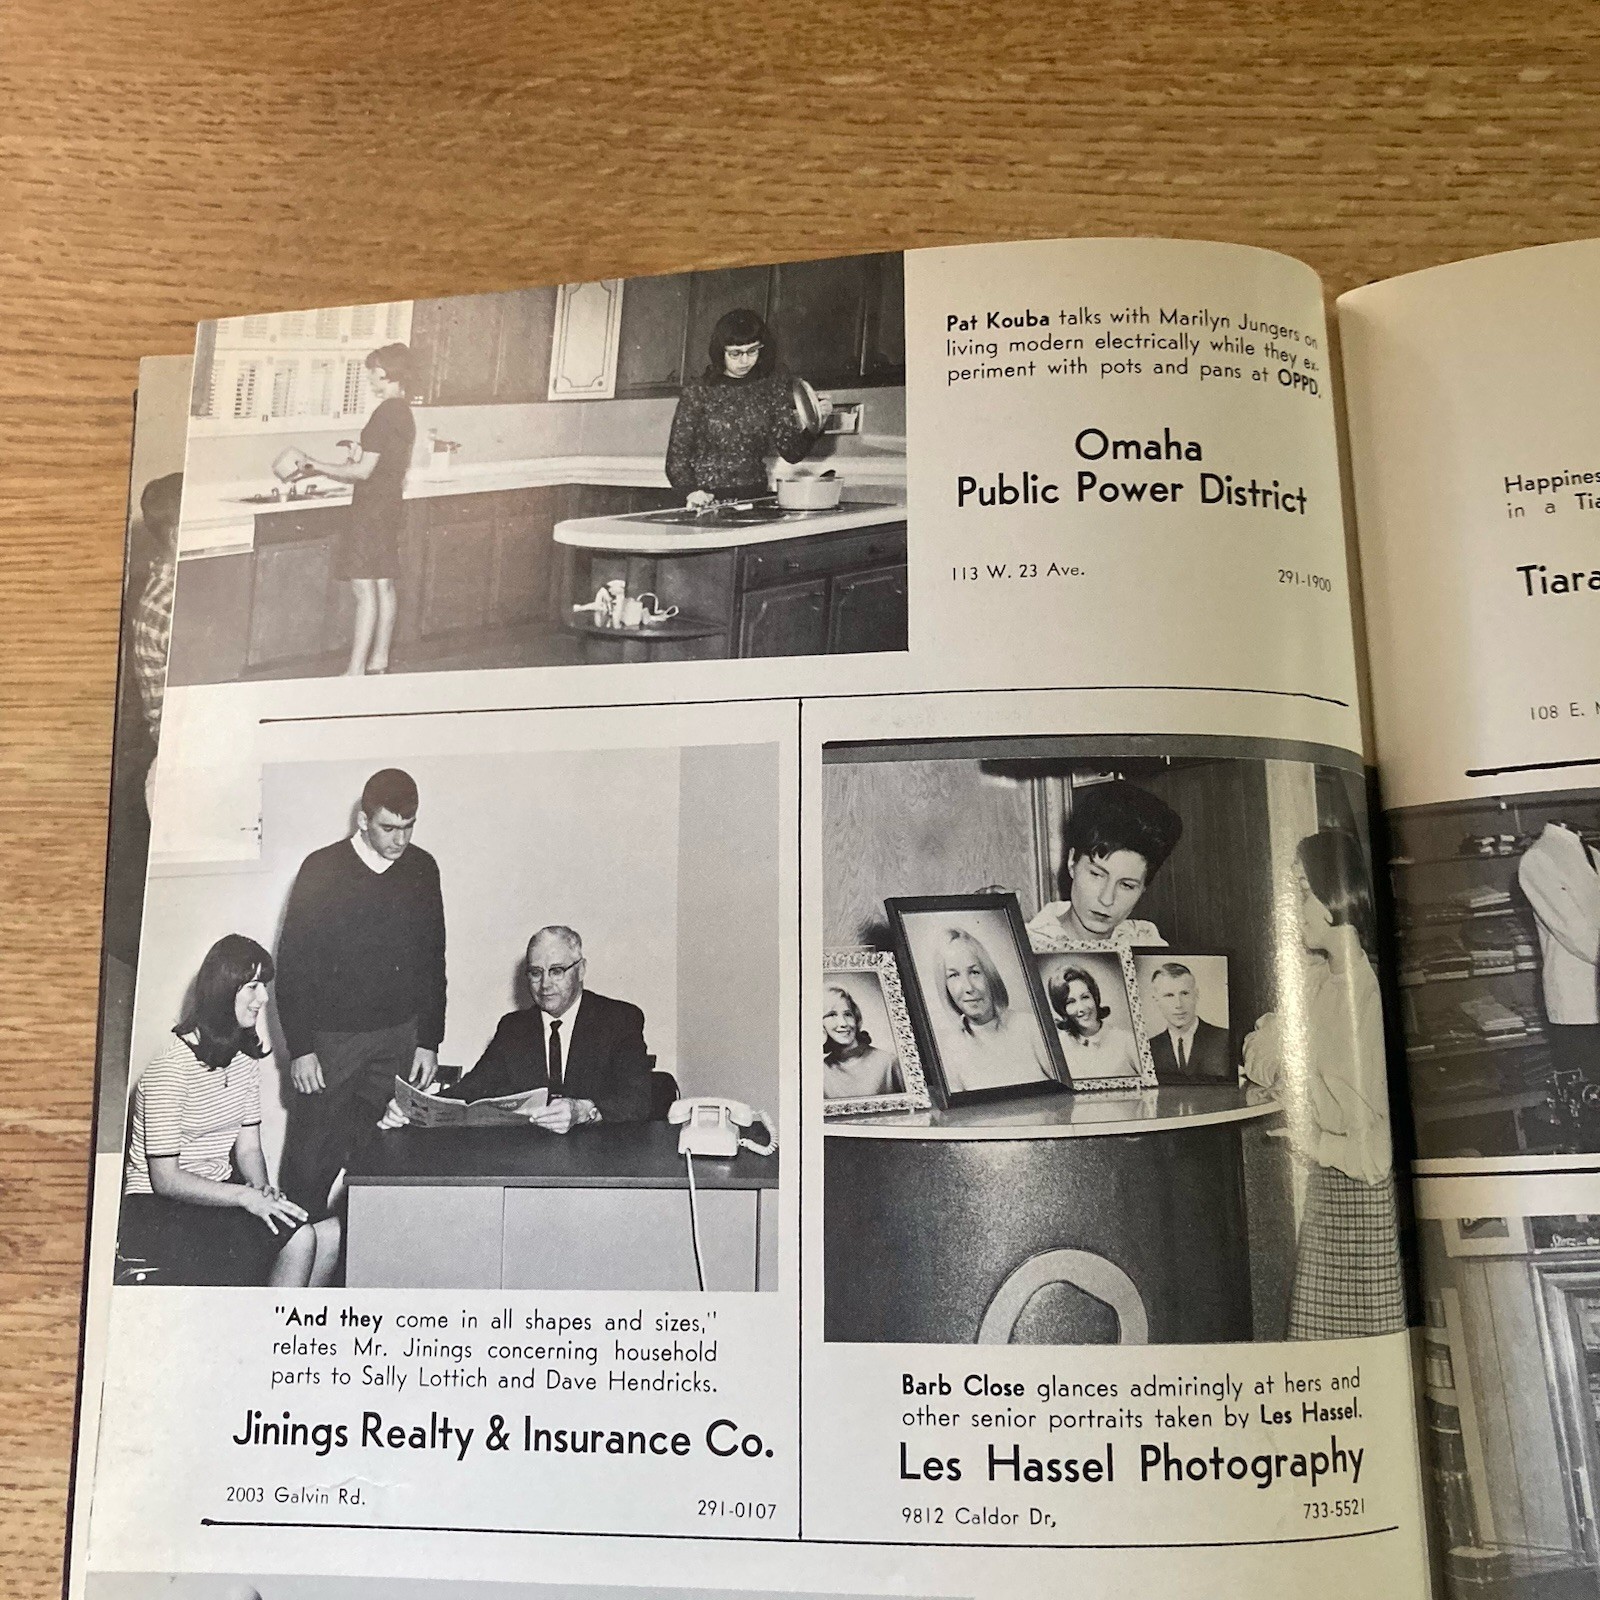 Pat Kouba talks with Marilyn Jungers on
living modern electrically while they ex-
periment with pots and pans at OPPD.
Omaha
Public Power District
113 W. 23 Ave.
291-1900
"And they come in all shapes and sizes,"
relates Mr. Jinings concerning household
parts to Sally Lottich and Dave Hendricks.
Jinings Realty & Insurance Co.
2003 Galvin Rd.
291-0107
Barb Close glances admiringly at hers and
other senior portraits taken by Les Hassel.
Les Hassel Photography
9812 Caldor Dr,
733-5521
Happines
in a Tia
Tiara
108 E.